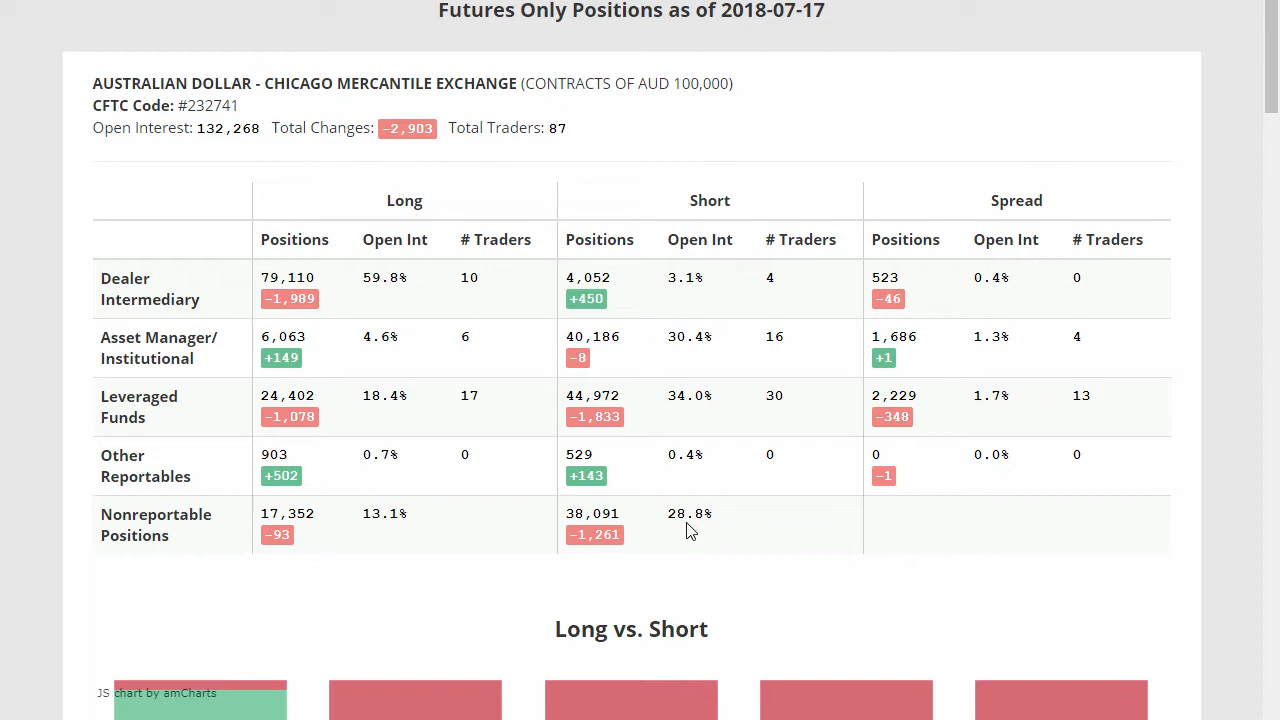 Futures Only Positions as of 2018-07-17
AUSTRALIAN DOLLAR - CHICAGO MERCANTILE EXCHANGE (CONTRACTS OF AUD 100,000)
CFTC Code: #232741
Open Interest: 132,268 Total Changes: -2,903 Total Traders: 87
Long Short Spread
Positions Open Int # Traders Positions Open Int # Traders Positions Open Int # Traders
Dealer 79,110 59.8% 10 4,052 3.1% 4 523 0.4% 0
Intermediary -1,989 +450 -46
Asset Manager/ 6,063 4.6% 6 40,186 30.4% 16 1,686 1.3% 4
Institutional +149 -8 +1
Leveraged 24,402 18.4% 17 44,972 34.0% 30 2,229 1.7% 13
Funds -1,078 -1,833 -348
Other 903 0.7% 0 529 0.4% 0 0 0.0% 0
Reportables +502 +143 -1
Nonreportable 17,352 13.1% 38,091 28.8%
Positions -93 -1,261
Long vs. Short
JS chart by amCharts